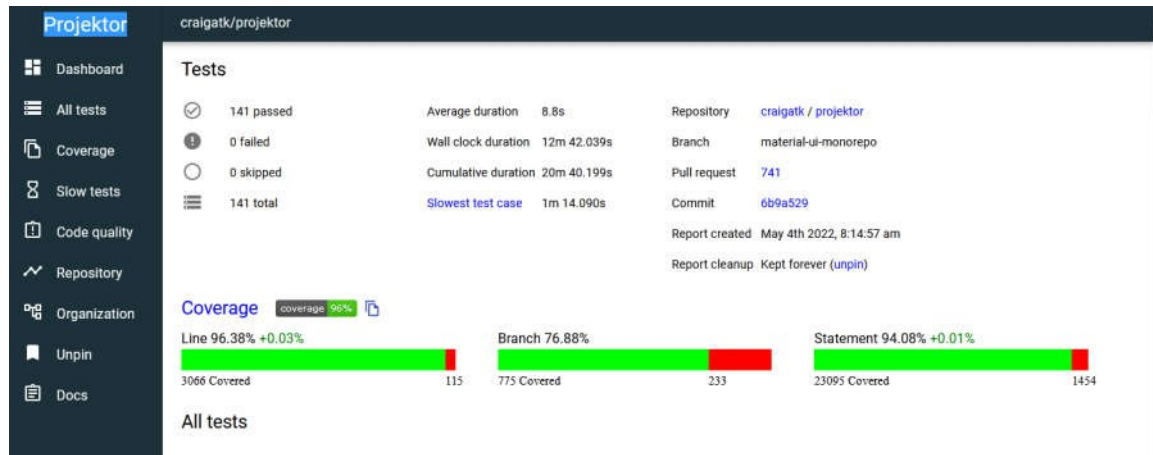 Projektor
craigatk/projektor
Dashboard
All tests
Coverage
Slow tests
Code quality
Repository
Organization
Unpin
Docs
Tests
141 passed
0 failed
0 skipped
141 total
Average duration 8.8s
Wall clock duration 12m 42.039s
Cumulative duration 20m 40.199s
Slowest test case 1m 14.090s
Repository craigatk / projektor
Branch material-ui-monorepo
Pull request 741
Commit 6b9a529
Report created May 4th 2022, 8:14:57 am
Report cleanup Kept forever (unpin)
Coverage coverage 96%
Line 96.38% +0.03%
3066 Covered 115
Branch 76.88%
775 Covered 233
Statement 94.08% +0.01%
23095 Covered 1454
All tests